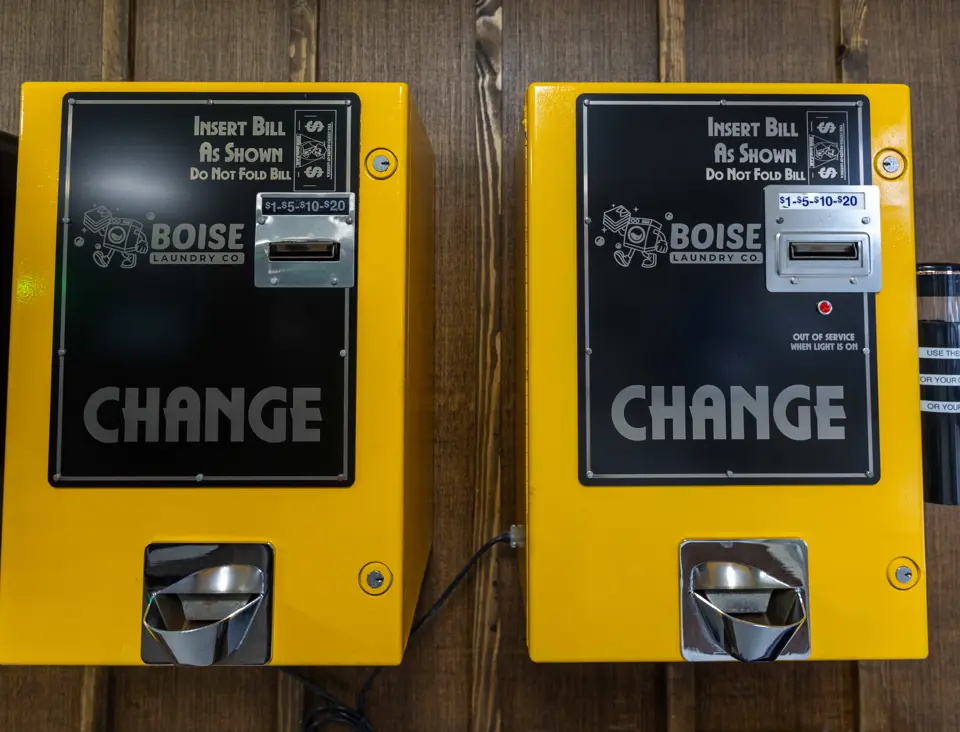 INSERT BILL
AS SHOWN
DO NOT FOLD BILL
$1-$5-$10-$20
BOISE
LAUNDRY CO.
CHANGE
INSERT BILL
AS SHOWN
DO NOT FOLD BILL
$1-$5-$10-$20
BOISE
LAUNDRY CO.
OUT OF SERVICE
WHEN LIGHT IS ON
CHANGE
USE THE
OR YOUR
OR YOUR